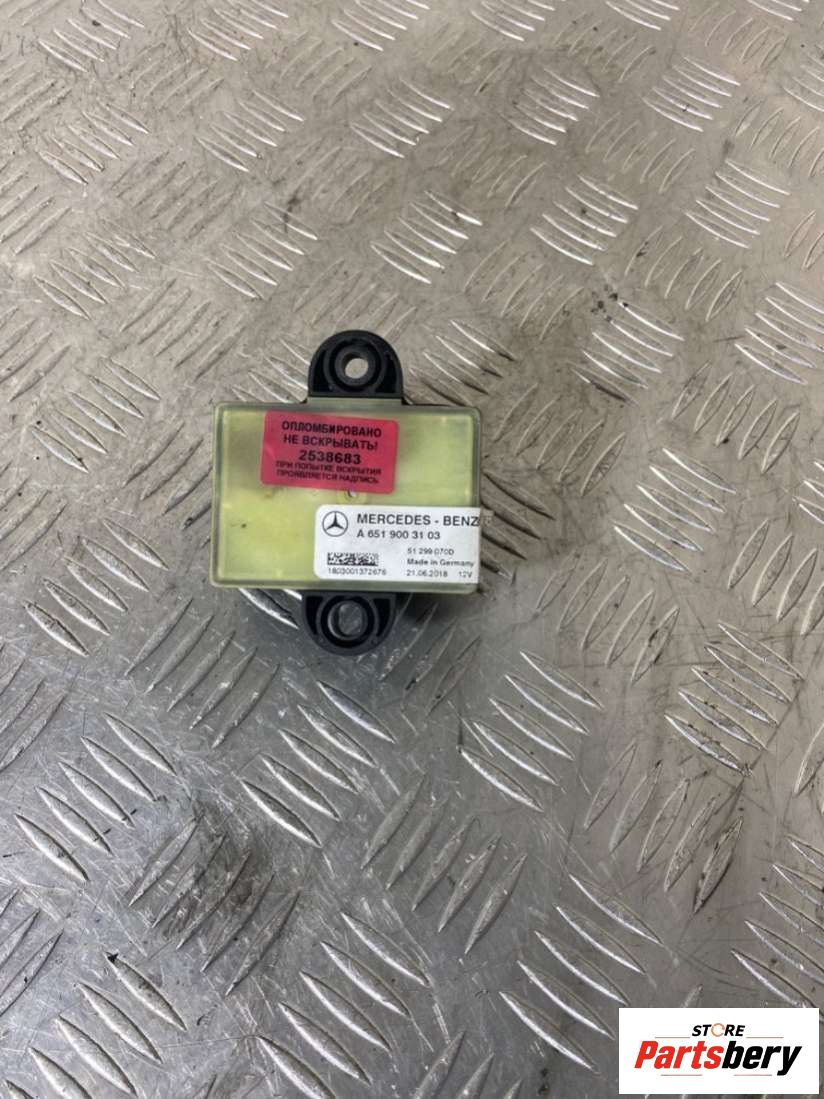 ОПЛОМБИРОВАНО
НЕ ВСКРЫВАТЬ!
2538683
ПРИ ПОПЫТКЕ ВСКРЫТИЯ
ПРОЯВЛЯЕТСЯ НАДПИСЬ
MERCEDES - BENZ
A 651 900 31 03
51 299 070D
Made in Germany
1803001372676
21.06.2018 12V
STORE
Partsbery